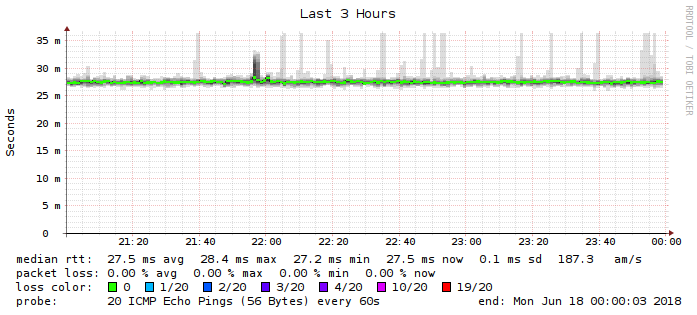 Last 3 Hours
RRDTOOL / TOBI OETIKER
Seconds
35 m
30 m
25 m
20 m
15 m
10 m
5 m
0
21:20 21:40 22:00 22:20 22:40 23:00 23:20 23:40 00:00
median rtt: 27.5 ms avg 28.4 ms max 27.2 ms min 27.5 ms now 0.1 ms sd 187.3 am/s
packet loss: 0.00 % avg 0.00 % max 0.00 % min 0.00 % now
loss color: 0 1/20 2/20 3/20 4/20 10/20 19/20
probe: 20 ICMP Echo Pings (56 Bytes) every 60s end: Mon Jun 18 00:00:03 2018